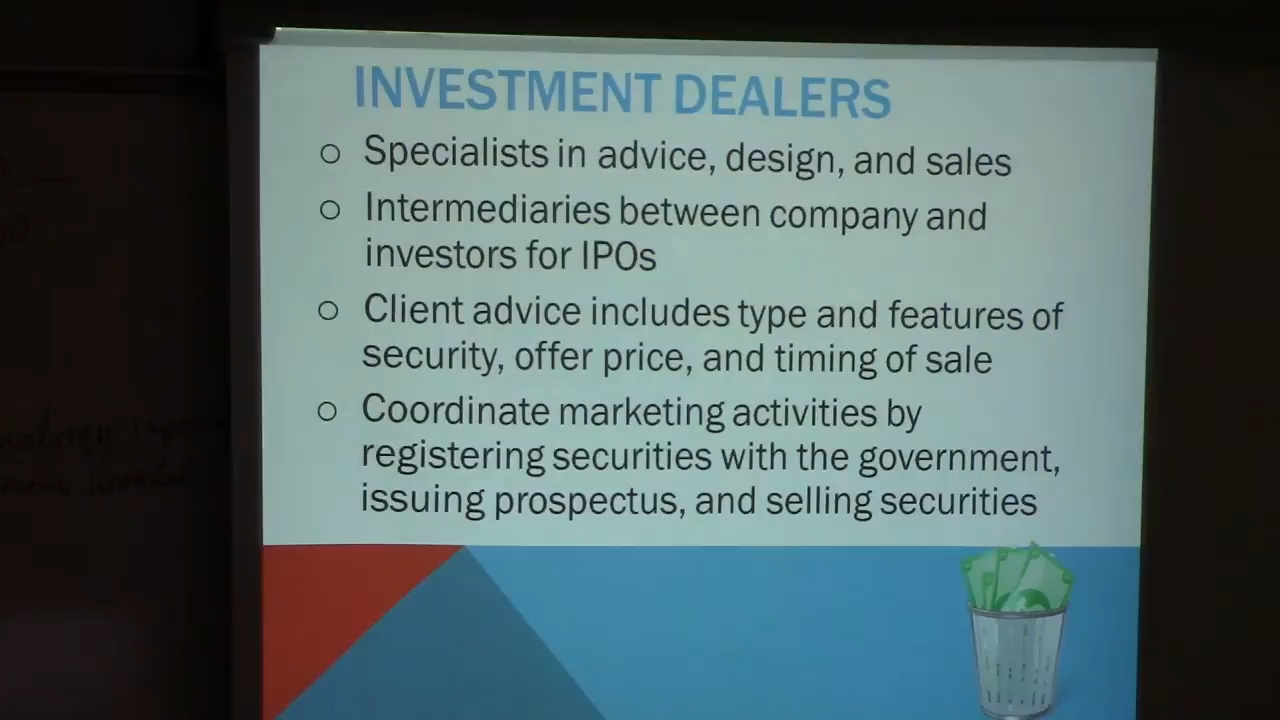 INVESTMENT DEALERS
○ Specialists in advice, design, and sales
○ Intermediaries between company and
investors for IPOs
○ Client advice includes type and features of
security, offer price, and timing of sale
○ Coordinate marketing activities by
registering securities with the government,
issuing prospectus, and selling securities